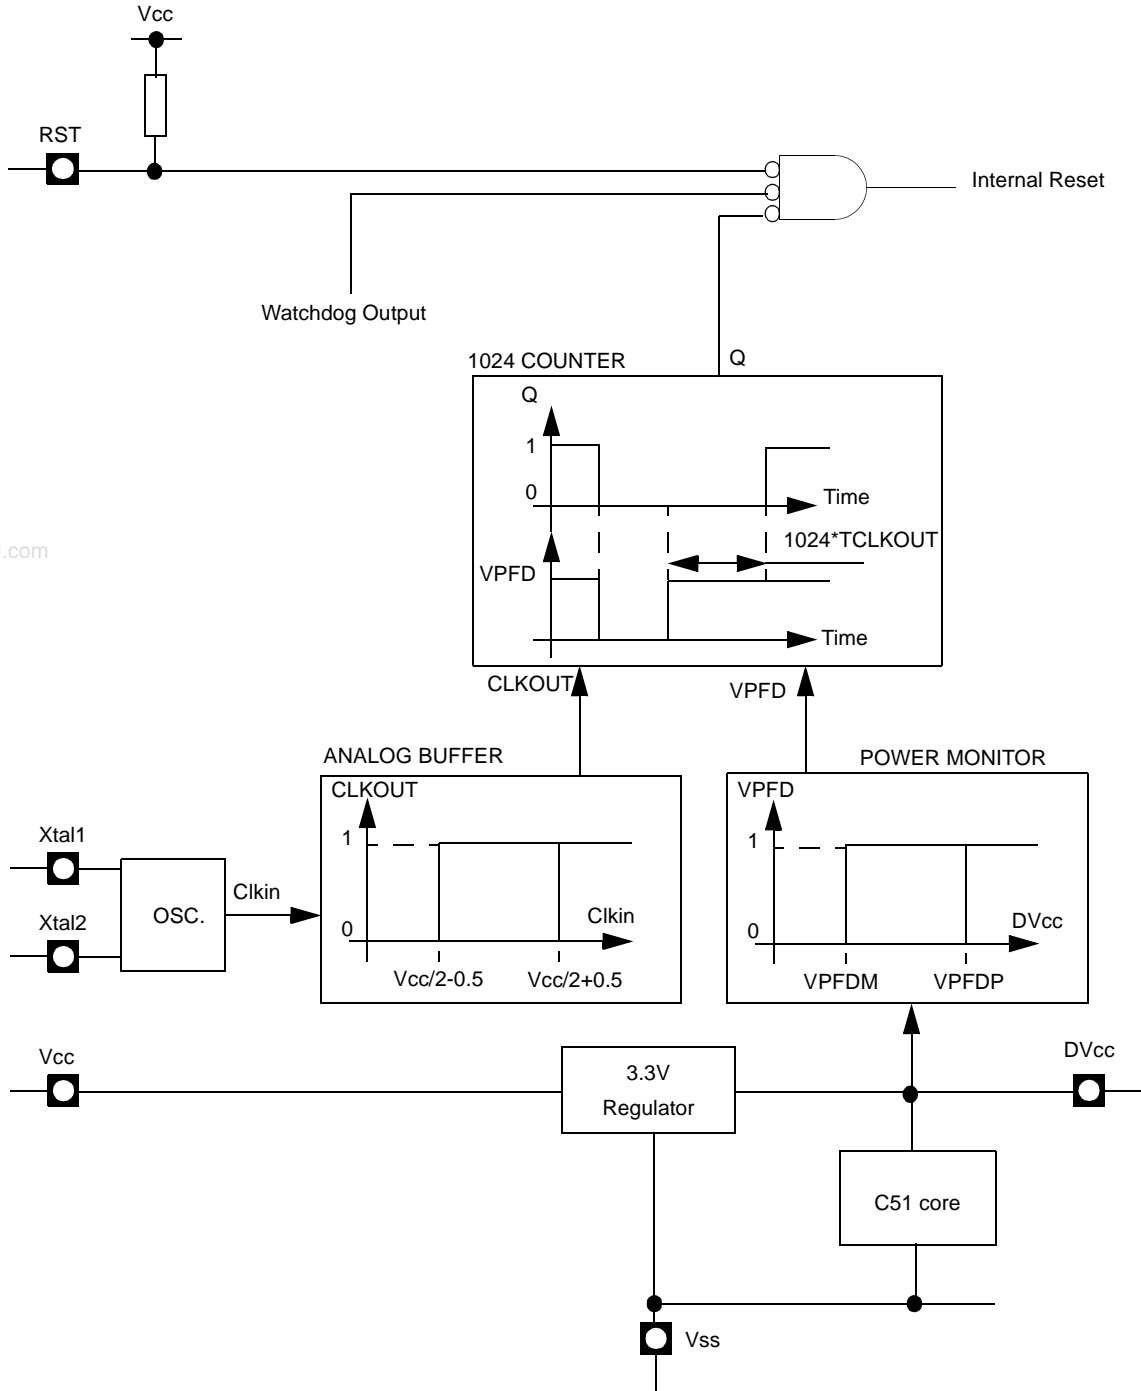 Vcc
RST
Internal Reset
Watchdog Output
1024 COUNTER
Q
Q
1
0
Time
l.com
1024*TCLKOUT
VPFD
Time
CLKOUT
VPFD
ANALOG BUFFER
POWER MONITOR
CLKOUT
VPFD
Xtal1
1
1
Clkin
OSC.
Xtal2
Clkin
DVcc
0
0
Vcc/2-0.5
Vcc/2+0.5
VPFDM
VPFDP
Vcc
3.3V
Regulator
DVcc
C51 core
Vss